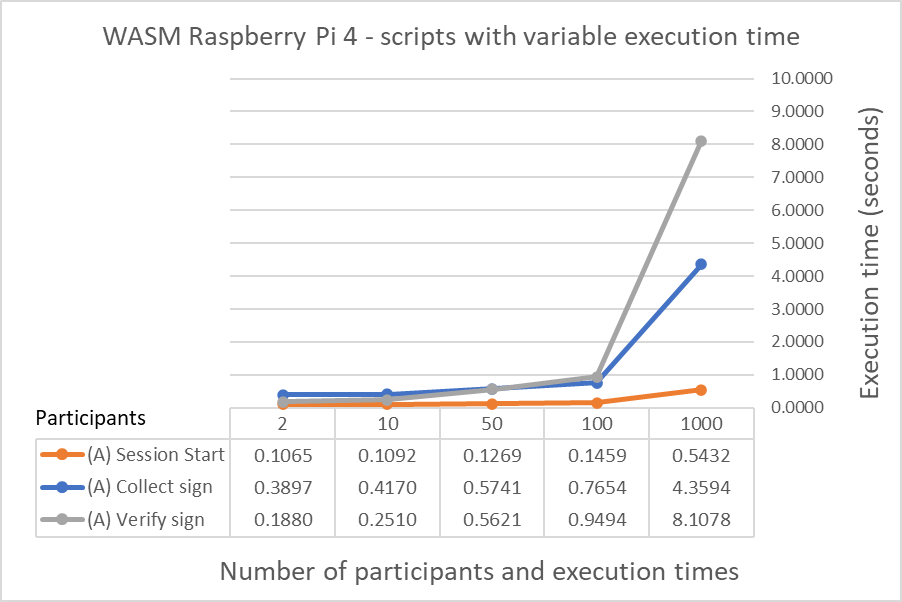 WASM Raspberry Pi 4 - scripts with variable execution time
10.0000
9.0000
8.0000
7.0000
6.0000
5.0000
4.0000
3.0000
2.0000
1.0000
0.0000
Execution time (seconds)
Participants 2 10 50 100 1000
(A) Session Start 0.1065 0.1092 0.1269 0.1459 0.5432
(A) Collect sign 0.3897 0.4170 0.5741 0.7654 4.3594
(A) Verify sign 0.1880 0.2510 0.5621 0.9494 8.1078
Number of participants and execution times